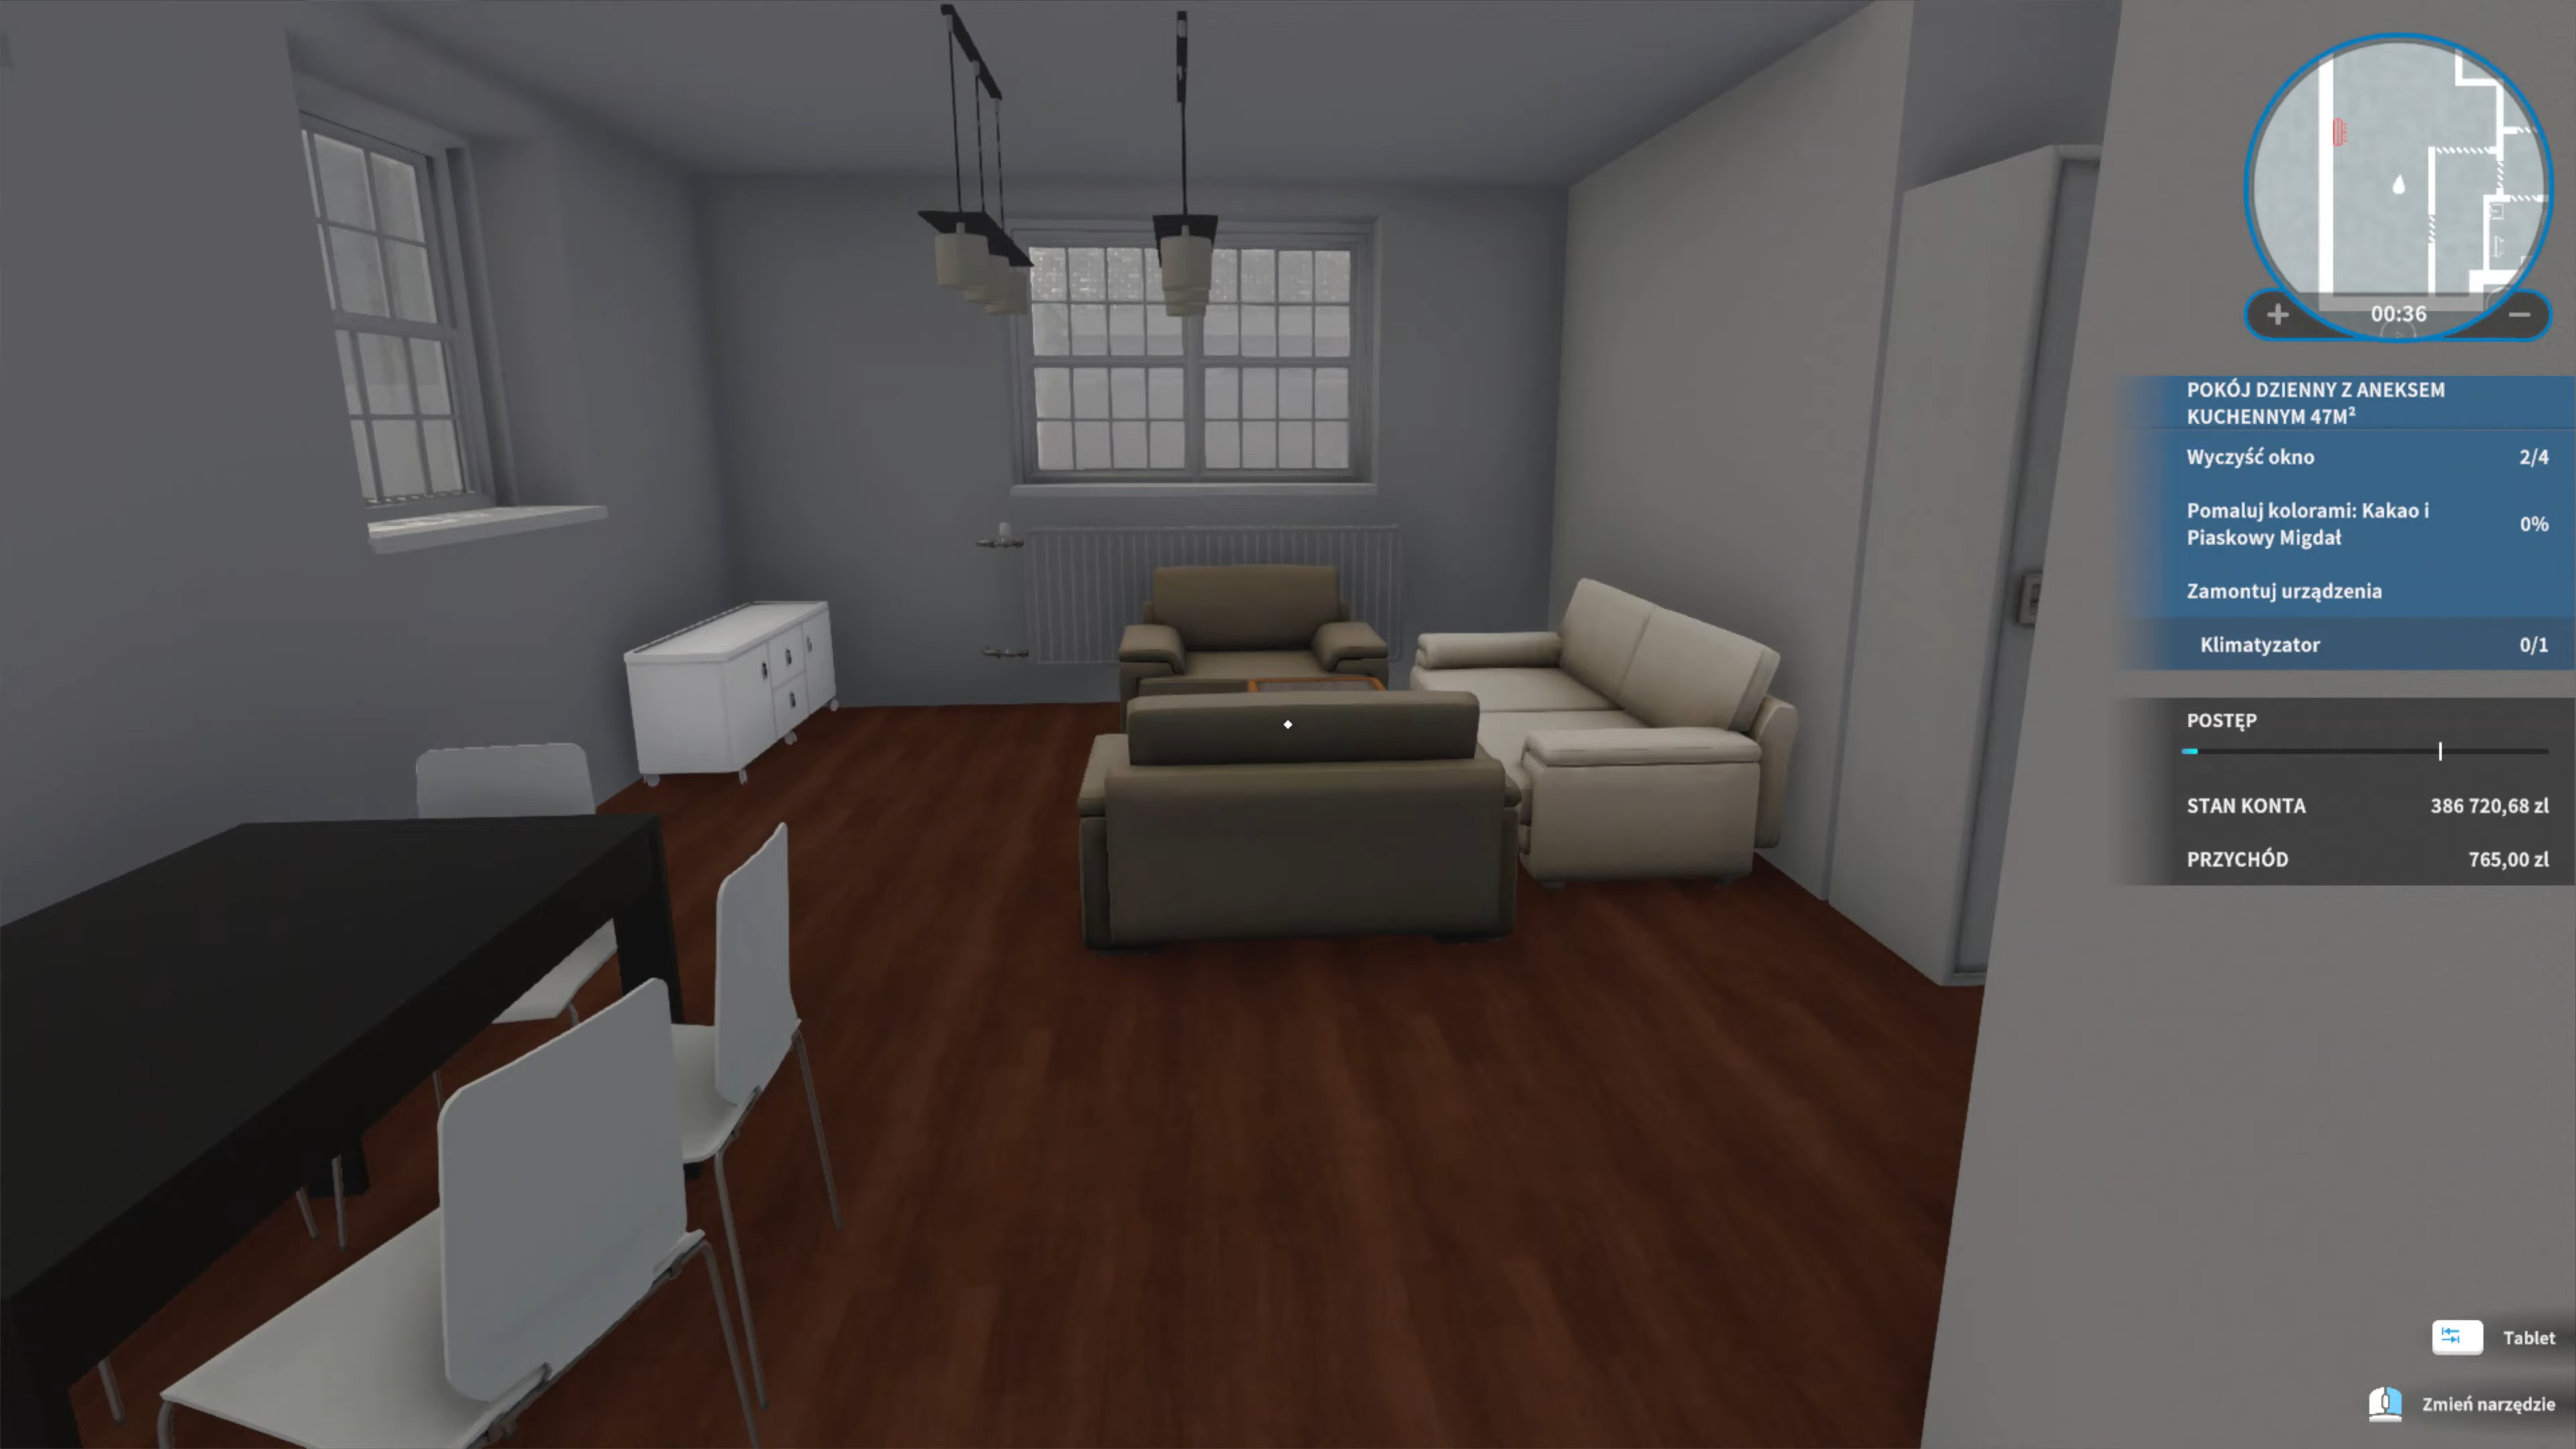 00:36
POKÓJ DZIENNY Z ANEKSEM
KUCHENNYM 47M²
Wyczyść okno 2/4
Pomaluj kolorami: Kakao i
Piaskowy Migdał 0%
Zamontuj urządzenia
Klimatyzator 0/1
POSTĘP
STAN KONTA 386 720,68 zl
PRZYCHÓD 765,00 zl
Tablet
Zmień narzędzie